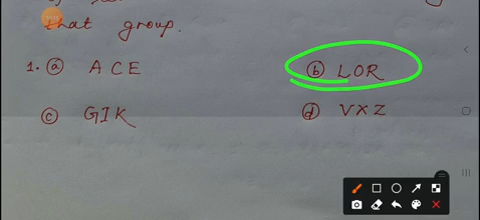 that group.
1. ⓐ ACE ⓑ LOR
ⓒ GIK ⓓ VXZ